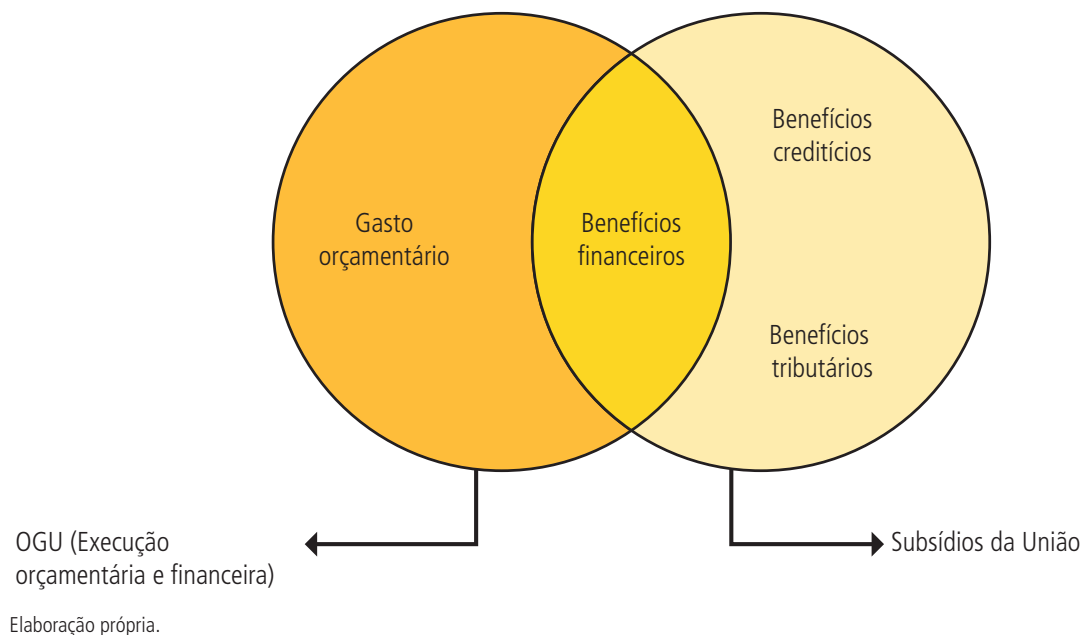 Benefícios
creditícios
Gasto
orçamentário
Benefícios
financeiros
Benefícios
tributários
OGU (Execução
orçamentária e financeira)
Subsídios da União
Elaboração própria.